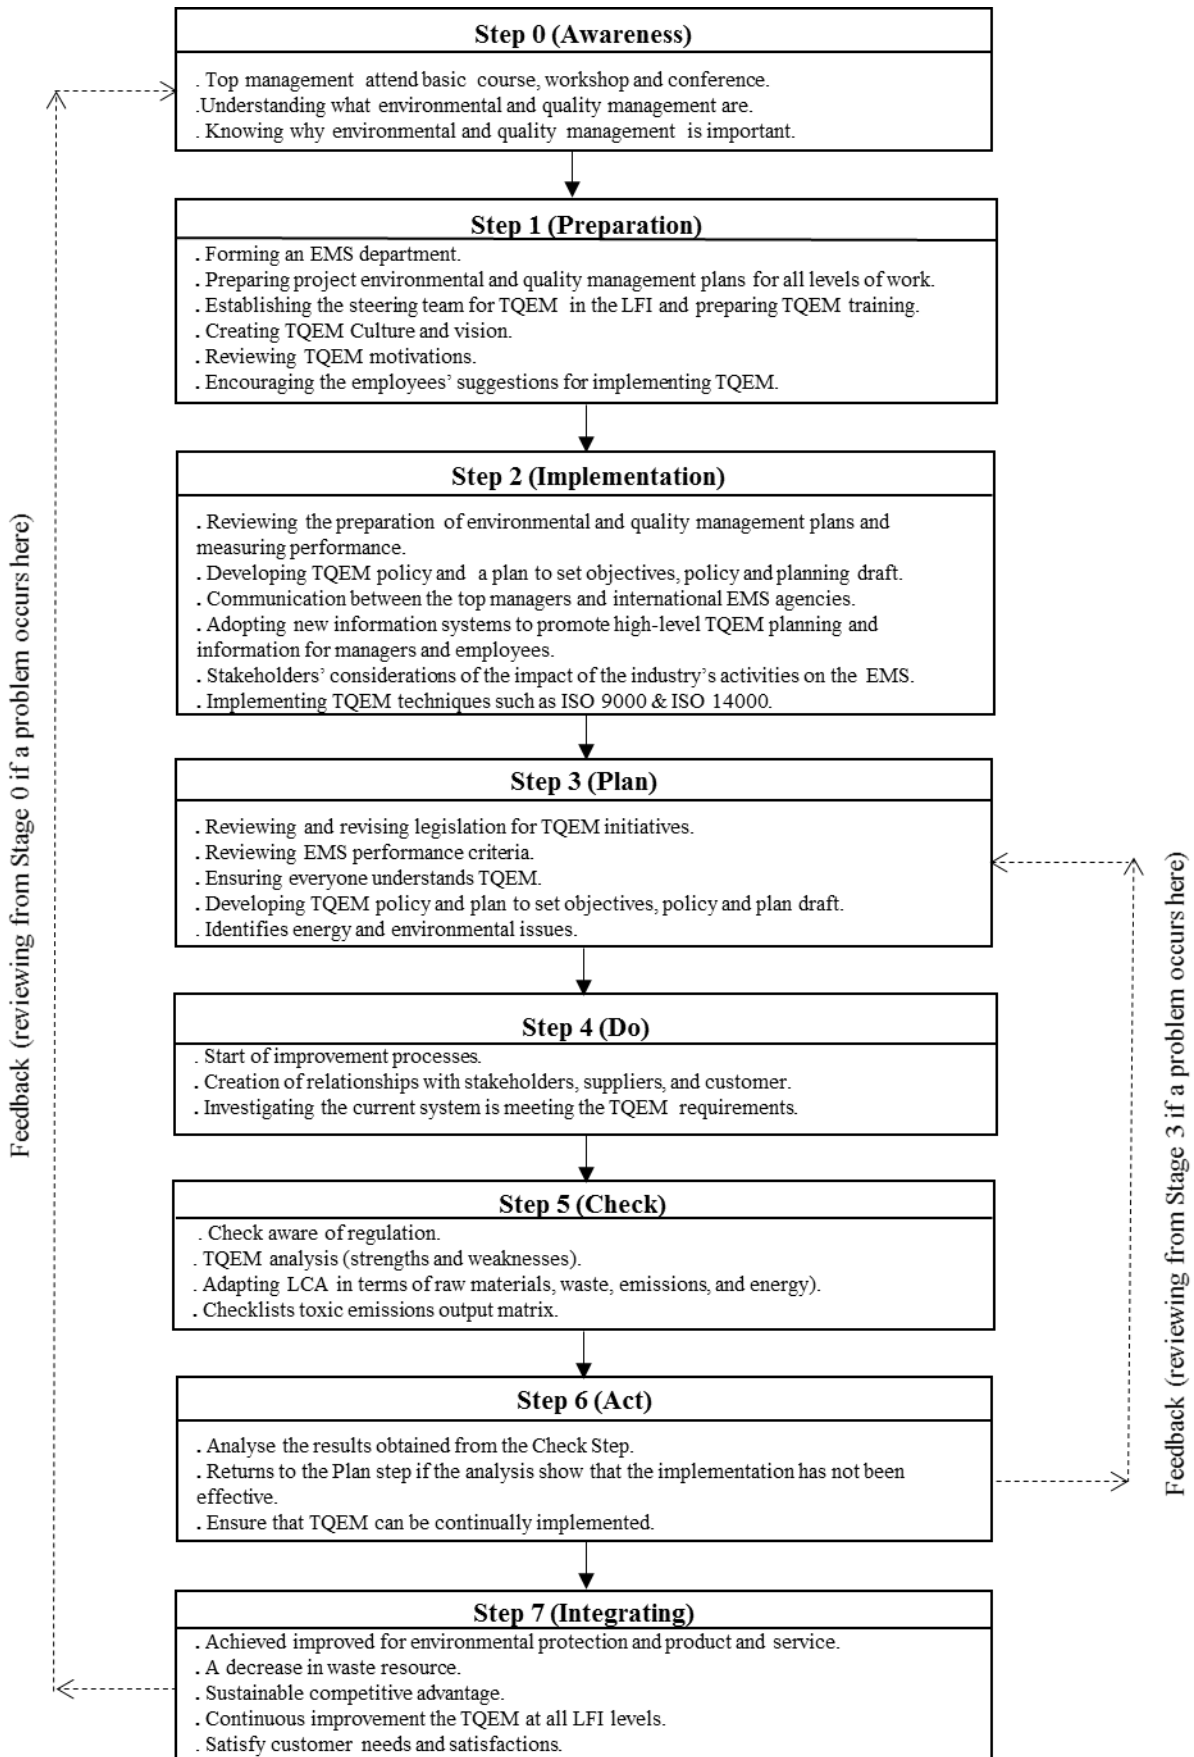 Step 0 (Awareness)
. Top management attend basic course, workshop and conference.
.Understanding what environmental and quality management are.
. Knowing why environmental and quality management is important.
Step 1 (Preparation)
. Forming an EMS department.
. Preparing project environmental and quality management plans for all levels of work.
. Establishing the steering team for TQEM in the LFI and preparing TQEM training.
. Creating TQEM Culture and vision.
. Reviewing TQEM motivations.
. Encouraging the employees’ suggestions for implementing TQEM.
Step 2 (Implementation)
. Reviewing the preparation of environmental and quality management plans and
measuring performance.
. Developing TQEM policy and a plan to set objectives, policy and planning draft.
. Communication between the top managers and international EMS agencies.
. Adopting new information systems to promote high-level TQEM planning and
information for managers and employees.
. Stakeholders’ considerations of the impact of the industry’s activities on the EMS.
. Implementing TQEM techniques such as ISO 9000 & ISO 14000.
Step 3 (Plan)
. Reviewing and revising legislation for TQEM initiatives.
. Reviewing EMS performance criteria.
. Ensuring everyone understands TQEM.
. Developing TQEM policy and plan to set objectives, policy and plan draft.
. Identifies energy and environmental issues.
Step 4 (Do)
. Start of improvement processes.
. Creation of relationships with stakeholders, suppliers, and customer.
. Investigating the current system is meeting the TQEM requirements.
Step 5 (Check)
. Check aware of regulation.
. TQEM analysis (strengths and weaknesses).
. Adapting LCA in terms of raw materials, waste, emissions, and energy).
. Checklists toxic emissions output matrix.
Step 6 (Act)
. Analyse the results obtained from the Check Step.
. Returns to the Plan step if the analysis show that the implementation has not been
effective.
. Ensure that TQEM can be continually implemented.
Step 7 (Integrating)
. Achieved improved for environmental protection and product and service.
. A decrease in waste resource.
. Sustainable competitive advantage.
. Continuous improvement the TQEM at all LFI levels.
. Satisfy customer needs and satisfactions.
Feedback (reviewing from Stage 0 if a problem occurs here)
Feedback (reviewing from Stage 3 if a problem occurs here)